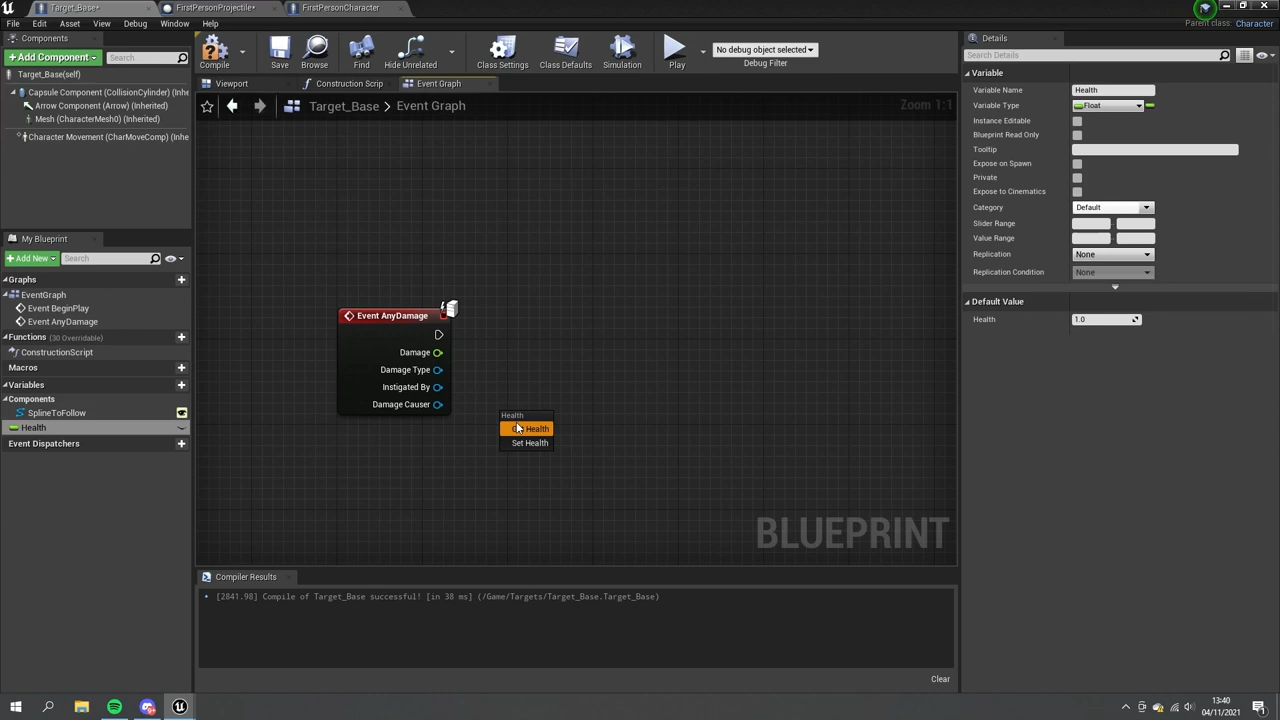 Target_Base*
FirstPersonProjectile*
FirstPersonCharacter
File
Edit
Asset
View
Debug
Window
Help
Parent class:
Character
Components
Add Component
Search
Target_Base(self)
Capsule Component (CollisionCylinder) (Inhe
Arrow Component (Arrow) (Inherited)
Mesh (CharacterMesh0) (Inherited)
Character Movement (CharMoveComp) (Inhe
Compile
Save
Browse
Find
Hide Unrelated
Class Settings
Class Defaults
Simulation
Play
No debug object selected
Debug Filter
Viewport
Construction Scrip
Event Graph
Target_Base > Event Graph
Zoom 1:1
My Blueprint
Add New
Search
Graphs
EventGraph
Event BeginPlay
Event AnyDamage
Functions (30 Overridable)
ConstructionScript
Macros
Variables
Components
SplineToFollow
Health
Event Dispatchers
Event AnyDamage
Damage
Damage Type
Instigated By
Damage Causer
Health
Health
Set Health
BLUEPRINT
Compiler Results
[2841.98] Compile of Target_Base successful! [in 38 ms] (/Game/Targets/Target_Base.Target_Base)
Clear
Details
Search Details
Variable
Variable Name Health
Variable Type Float
Instance Editable
Blueprint Read Only
Tooltip
Expose on Spawn
Private
Expose to Cinematics
Category Default
Slider Range
Value Range
Replication None
Replication Condition None
Default Value
Health 1.0
13:40
04/11/2021